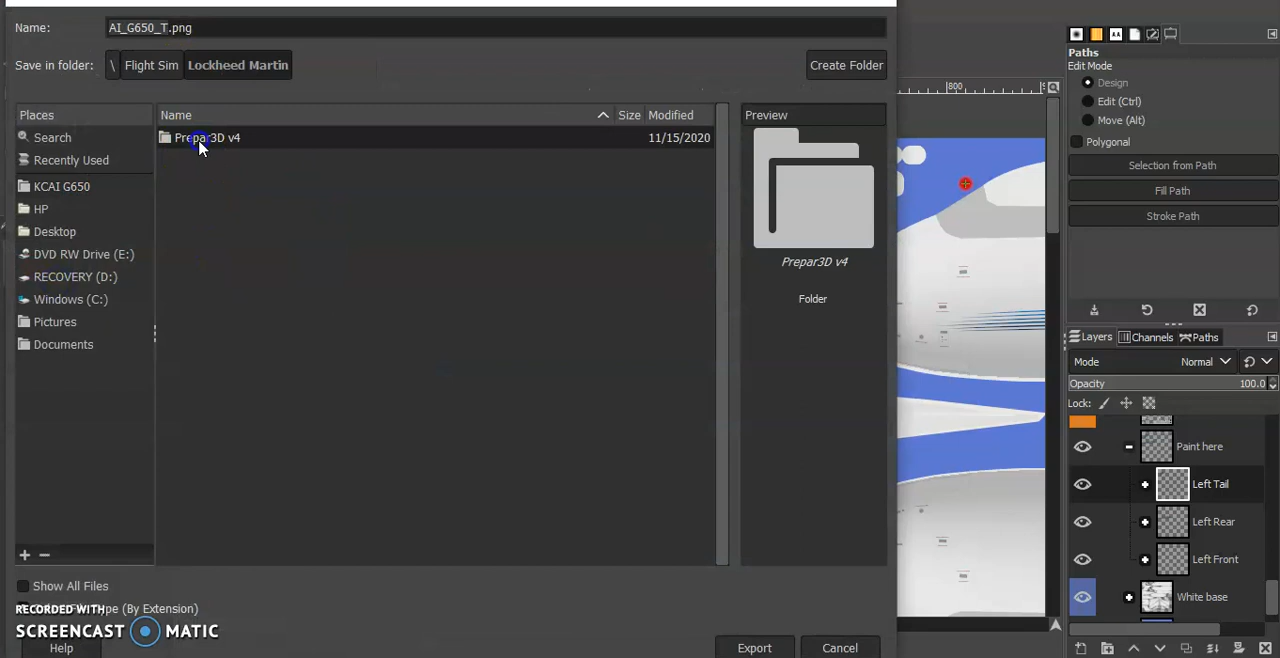 Name:
AI_G650_T.png
Save in folder:
\
Flight Sim
Lockheed Martin
Create Folder
Places
Name
Size
Modified
Preview
Search
Prepar3D v4
11/15/2020
Recently Used
KCAI G650
HP
Desktop
DVD RW Drive (E:)
RECOVERY (D:)
Windows (C:)
Pictures
Documents
Prepar3D v4
Folder
Show All Files
RECORDED WITH
pe (By Extension)
SCREENCAST
MATIC
Help
Export
Cancel
800
Paths
Edit Mode
Design
Edit (Ctrl)
Move (Alt)
Polygonal
Selection from Path
Fill Path
Stroke Path
Layers
Channels
Paths
Mode
Normal
Opacity
100.0
Lock:
Paint here
Left Tail
Left Rear
Left Front
White base